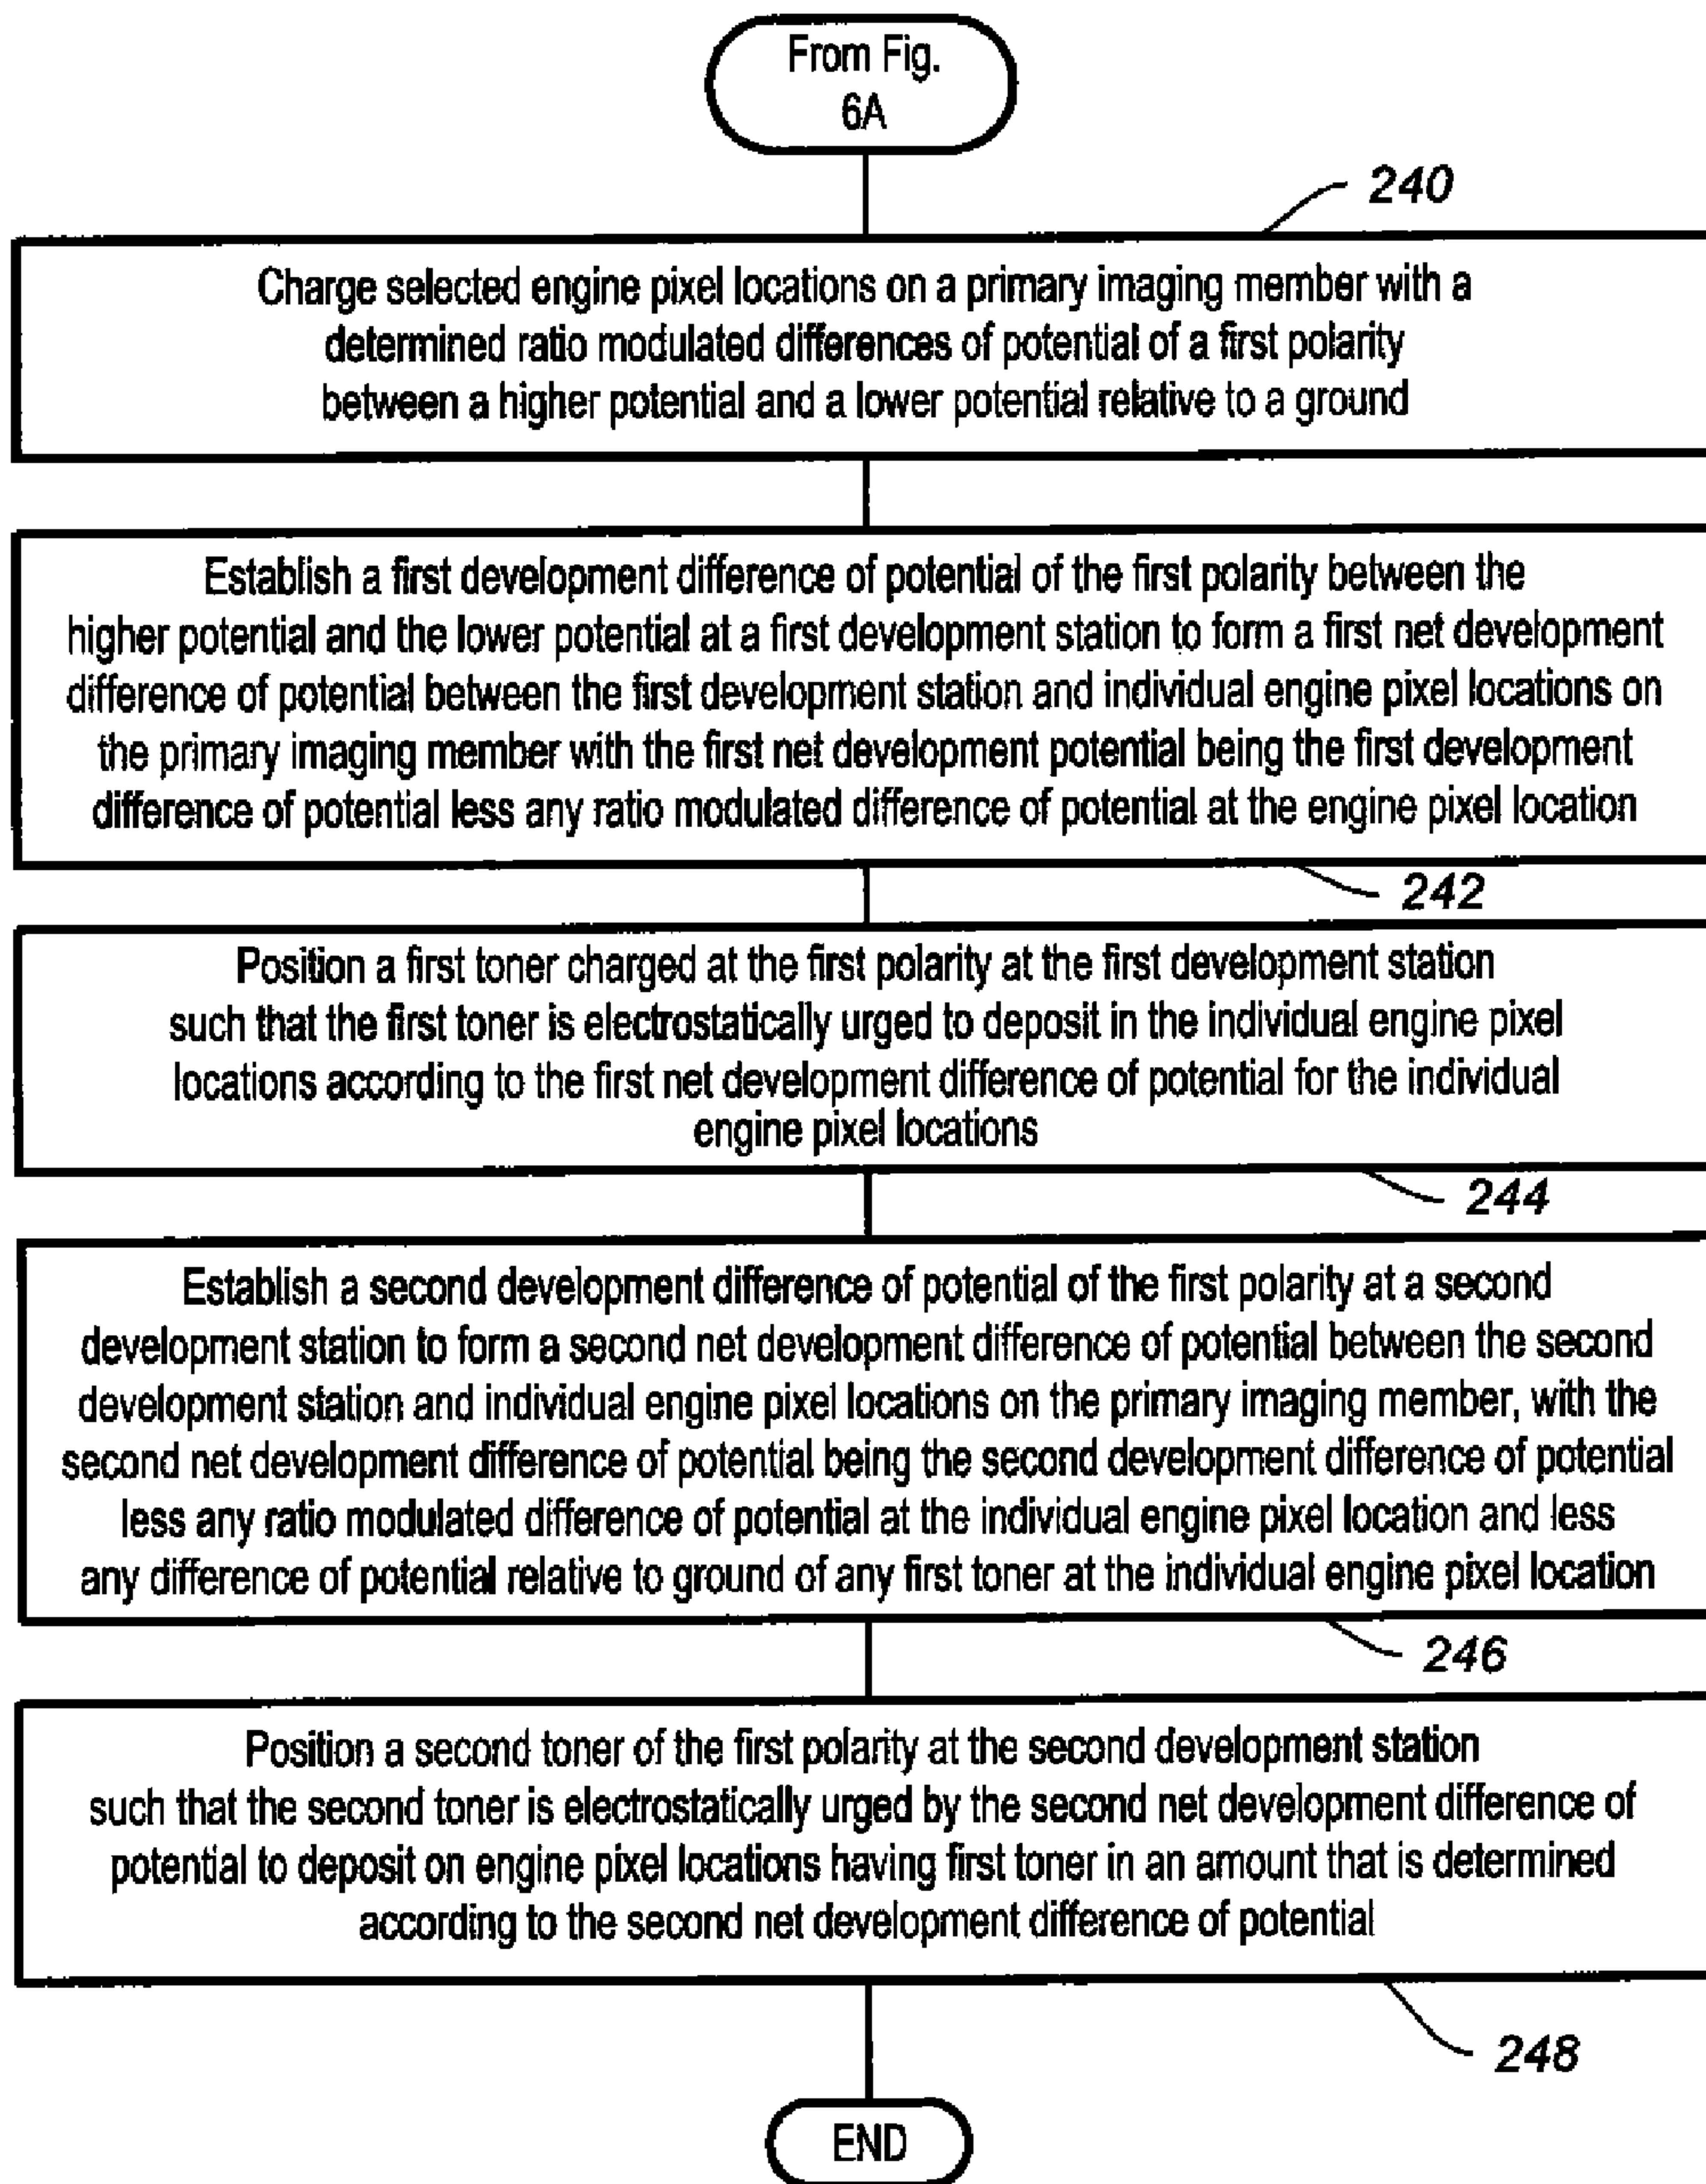 From Fig.
6A
240
Charge selected engine pixel locations on a primary imaging member with a
determined ratio modulated differences of potential of a first polarity
between a higher potential and a lower potential relative to a ground
Establish a first development difference of potential of the first polarity between the
higher potential and the lower potential at a first development station to form a first net development
difference of potential between the first development station and individual engine pixel locations on
the primary imaging member with the first net development potential being the first development
difference of potential less any ratio modulated difference of potential at the engine pixel location
242
Position a first toner charged at the first polarity at the first development station
such that the first toner is electrostatically urged to deposit in the individual engine pixel
locations according to the first net development difference of potential for the individual
engine pixel locations
244
Establish a second development difference of potential of the first polarity at a second
development station to form a second net development difference of potential between the second
development station and individual engine pixel locations on the primary imaging member, with the
second net development difference of potential being the second development difference of potential
less any ratio modulated difference of potential at the individual engine pixel location and less
any difference of potential relative to ground of any first toner at the individual engine pixel location
246
Position a second toner of the first polarity at the second development station
such that the second toner is electrostatically urged by the second net development difference of
potential to deposit on engine pixel locations having first toner in an amount that is determined
according to the second net development difference of potential
248
END